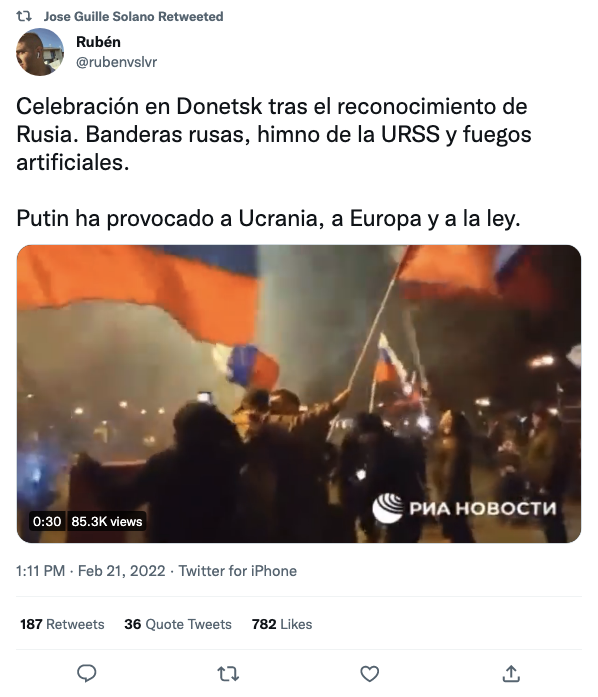 Jose Guille Solano Retweeted
Rubén
@rubenvslvr
Celebración en Donetsk tras el reconocimiento de
Rusia. Banderas rusas, himno de la URSS y fuegos
artificiales.
Putin ha provocado a Ucrania, a Europa y a la ley.
РИА НОВОСТИ
0:30 85.3K views
1:11 PM · Feb 21, 2022 · Twitter for iPhone
187 Retweets 36 Quote Tweets 782 Likes